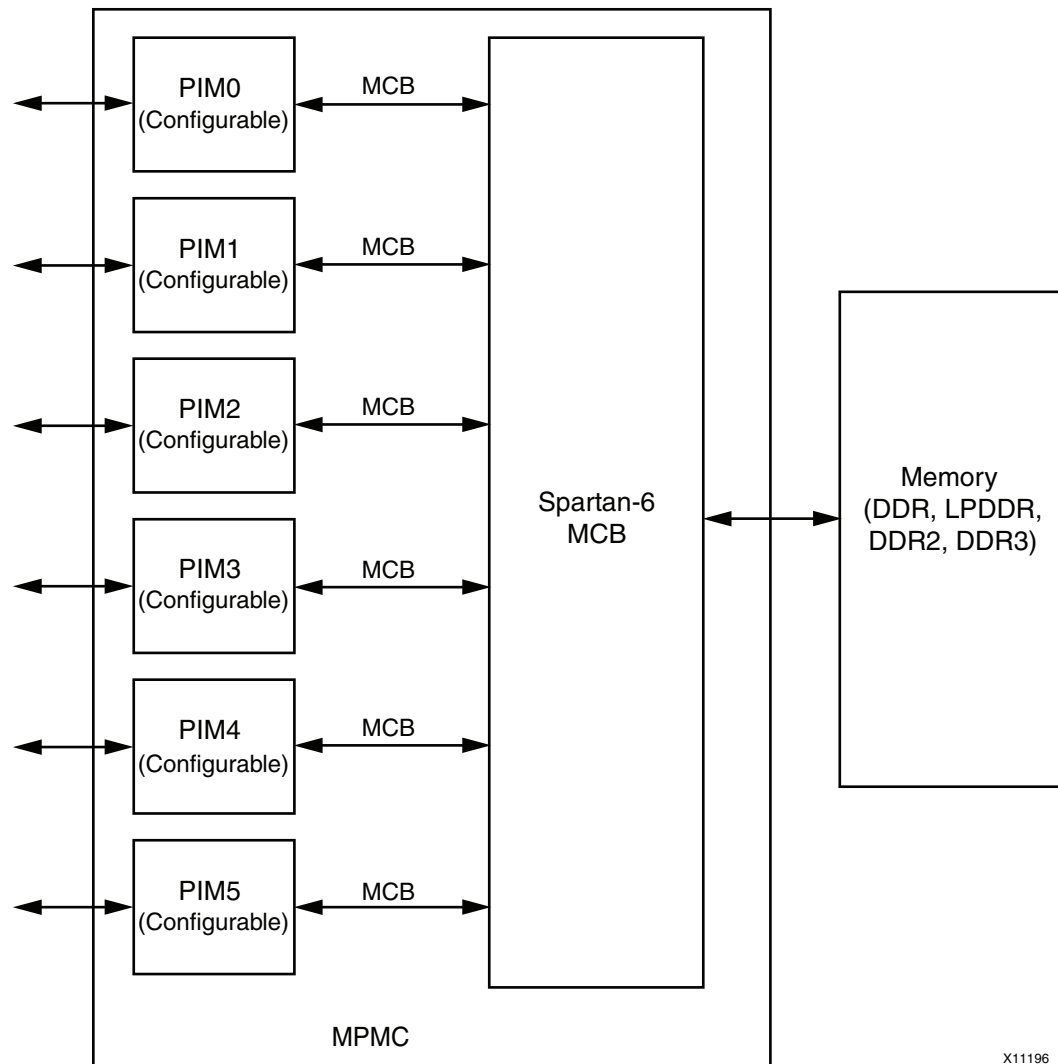 PIM0
(Configurable)
MCB
PIM1
(Configurable)
MCB
PIM2
(Configurable)
MCB
PIM3
(Configurable)
MCB
PIM4
(Configurable)
MCB
PIM5
(Configurable)
MCB
Spartan-6
MCB
Memory
(DDR, LPDDR,
DDR2, DDR3)
MPMC
X11196